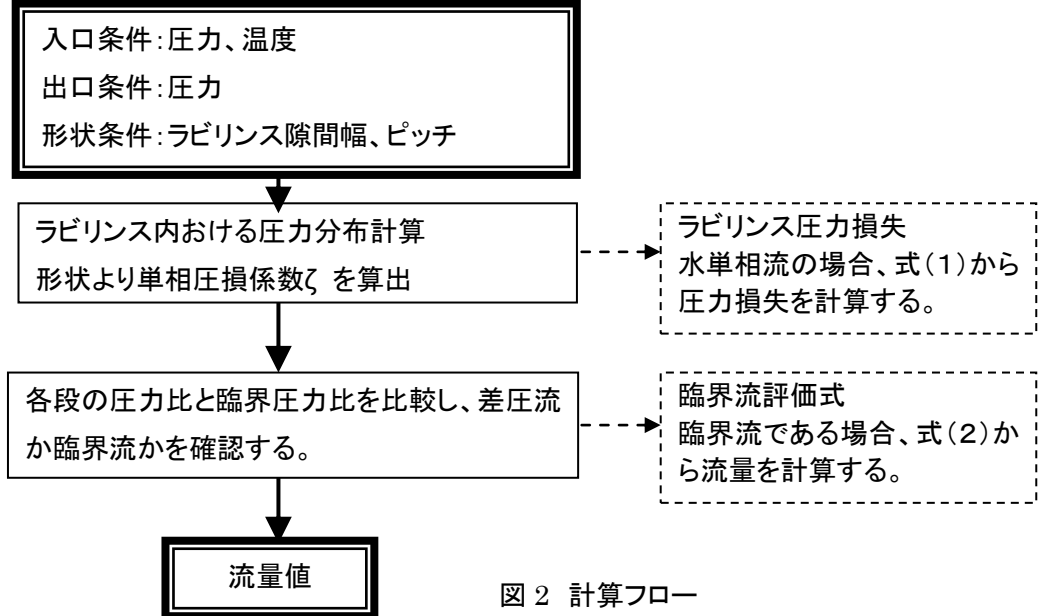 入口条件：圧力、温度
出口条件：圧力
形状条件：ラビリンス隙間幅、ピッチ
ラビリンス内おける圧力分布計算
形状より単相圧損係数ζ を算出
ラビリンス圧力損失
水単相流の場合、式（１）から
圧力損失を計算する。
各段の圧力比と臨界圧力比を比較し、差圧流
か臨界流かを確認する。
臨界流評価式
臨界流である場合、式（２）か
ら流量を計算する。
流量値
図 2 計算フロー